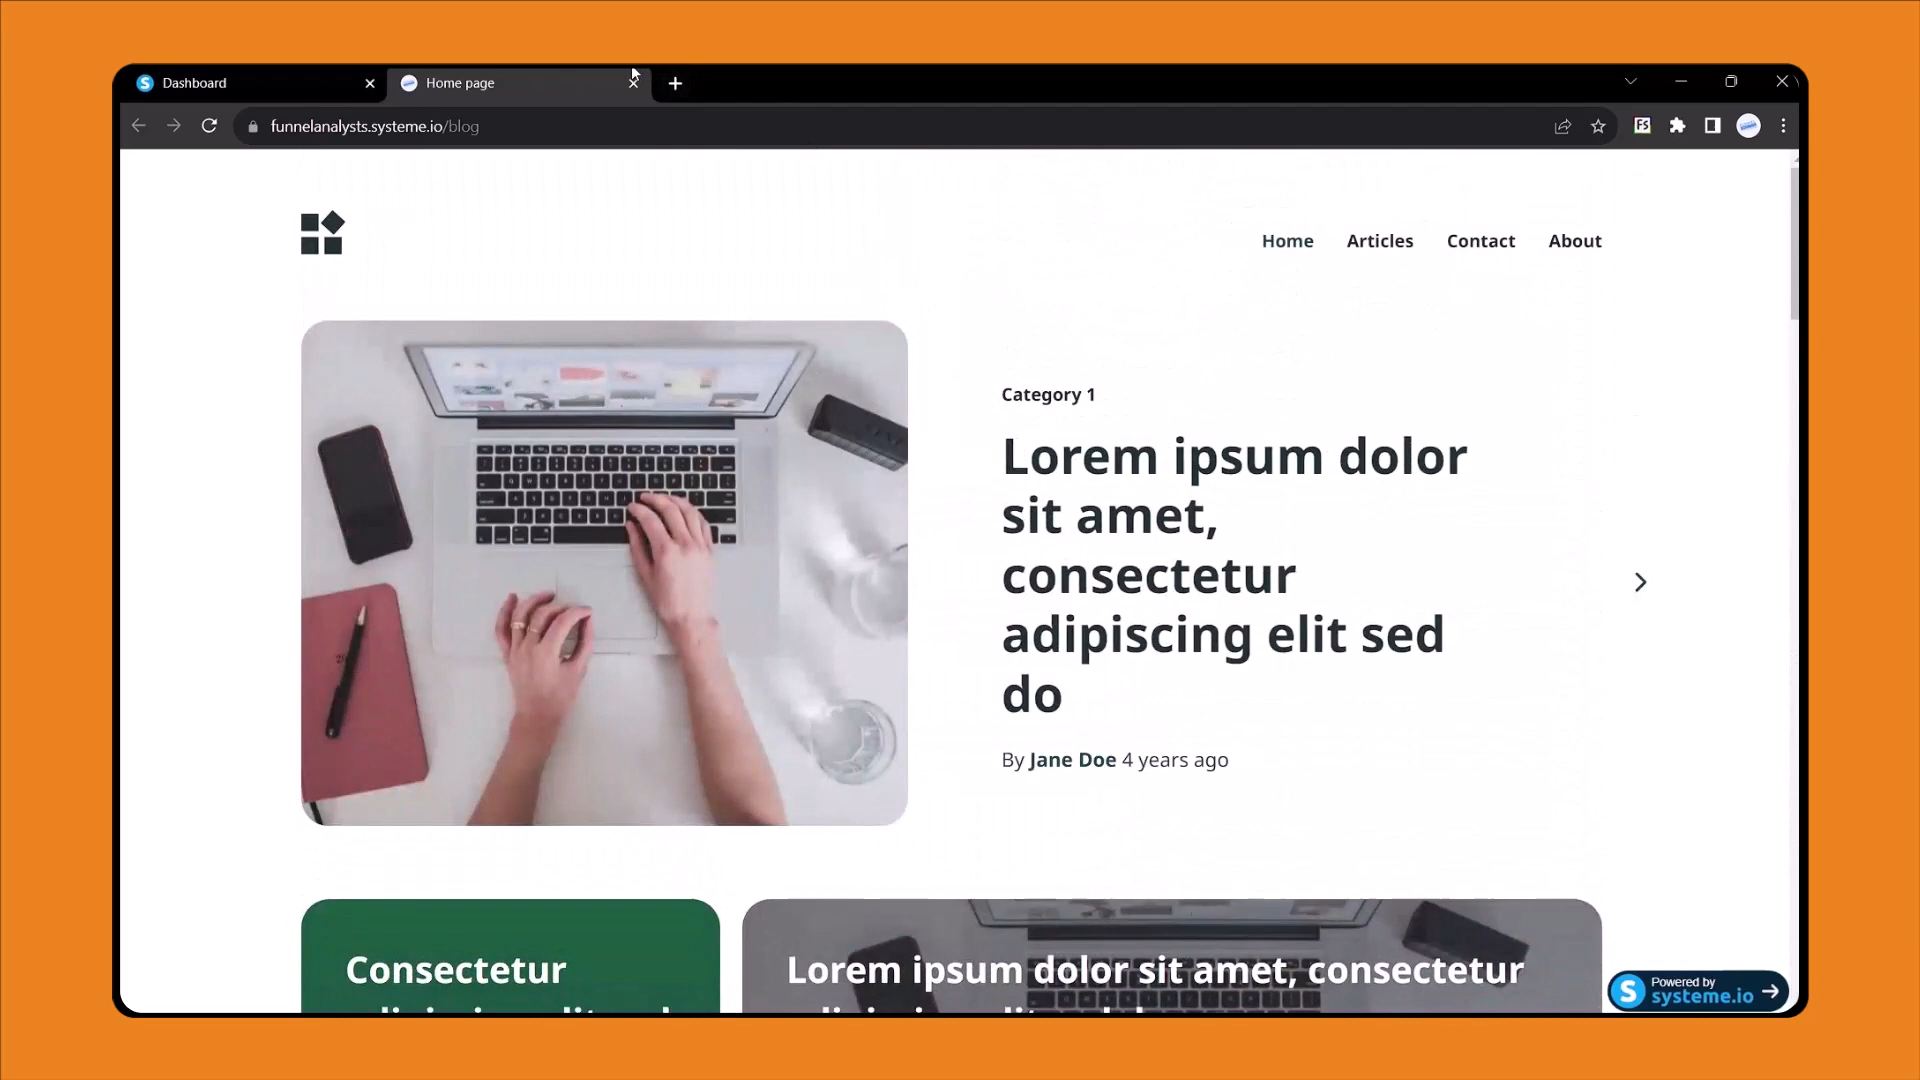 Dashboard
Home page
funnelanalysts.systeme.io/blog
FS
Home Articles Contact About
Category 1
Lorem ipsum dolor
sit amet,
consectetur
adipiscing elit sed
do
By Jane Doe 4 years ago
Consectetur
Lorem ipsum dolor sit amet, consectetur
Powered by
systeme.io